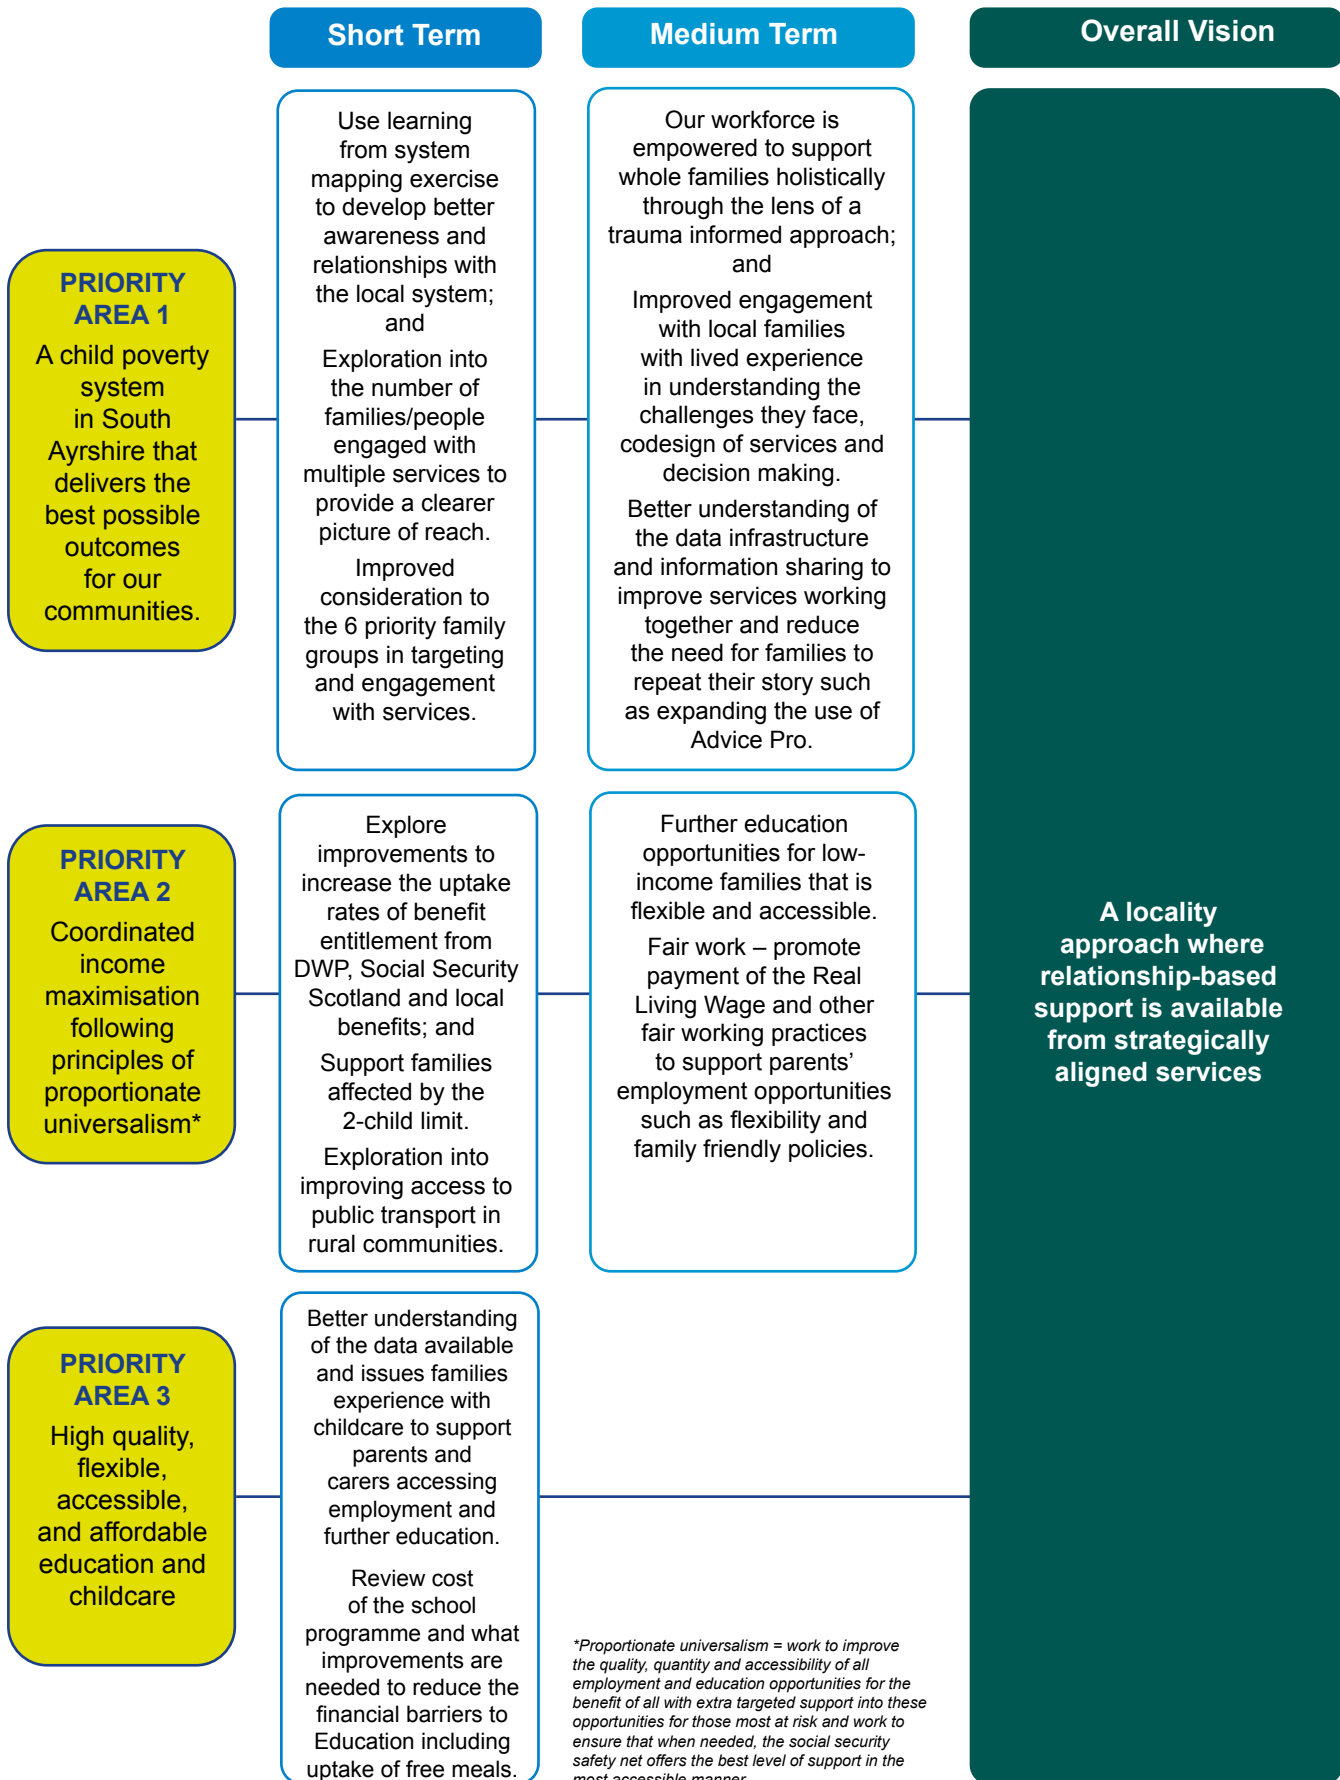 Short Term
Medium Term
Overall Vision
PRIORITY
AREA 1
A child poverty
system
in South
Ayrshire that
delivers the
best possible
outcomes
for our
communities.
Use learning
from system
mapping exercise
to develop better
awareness and
relationships with
the local system;
and
Exploration into
the number of
families/people
engaged with
multiple services to
provide a clearer
picture of reach.
Improved
consideration to
the 6 priority family
groups in targeting
and engagement
with services.
Our workforce is
empowered to support
whole families holistically
through the lens of a
trauma informed approach;
and
Improved engagement
with local families
with lived experience
in understanding the
challenges they face,
codesign of services and
decision making.
Better understanding of
the data infrastructure
and information sharing to
improve services working
together and reduce
the need for families to
repeat their story such
as expanding the use of
Advice Pro.
PRIORITY
AREA 2
Coordinated
income
maximisation
following
principles of
proportionate
universalism*
Explore
improvements to
increase the uptake
rates of benefit
entitlement from
DWP, Social Security
Scotland and local
benefits; and
Support families
affected by the
2-child limit.
Exploration into
improving access to
public transport in
rural communities.
Further education
opportunities for low-
income families that is
flexible and accessible.
Fair work – promote
payment of the Real
Living Wage and other
fair working practices
to support parents’
employment opportunities
such as flexibility and
family friendly policies.
A locality
approach where
relationship-based
support is available
from strategically
aligned services
PRIORITY
AREA 3
High quality,
flexible,
accessible,
and affordable
education and
childcare
Better understanding
of the data available
and issues families
experience with
childcare to support
parents and
carers accessing
employment and
further education.
Review cost
of the school
programme and what
improvements are
needed to reduce the
financial barriers to
Education including
uptake of free meals.
*Proportionate universalism = work to improve
the quality, quantity and accessibility of all
employment and education opportunities for the
benefit of all with extra targeted support into these
opportunities for those most at risk and work to
ensure that when needed, the social security
safety net offers the best level of support in the
most accessible manner